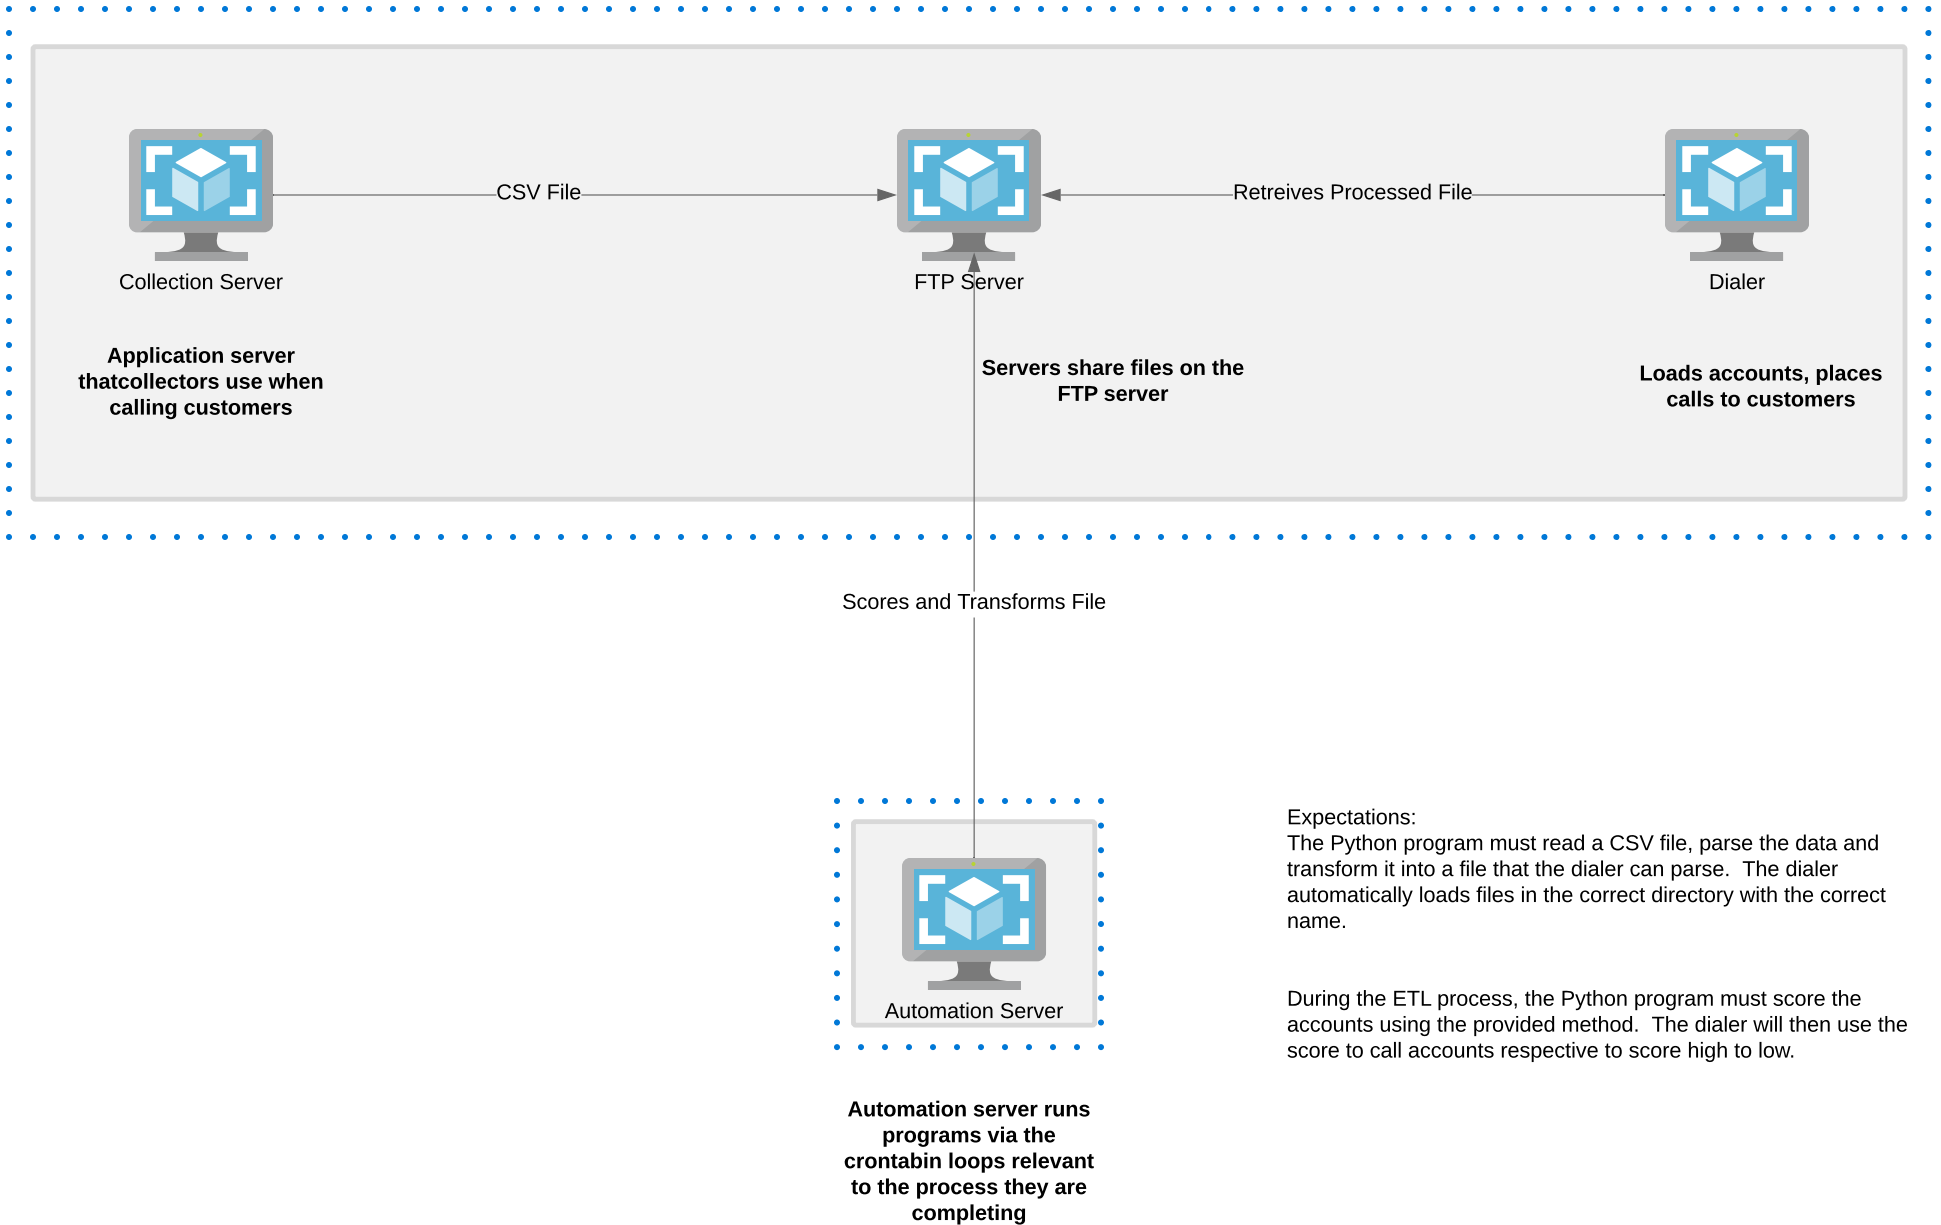 CSV File
Retreives Processed File
Collection Server
FTP Server
Dialer
Application server
thatcollectors use when
calling customers
Servers share files on the
FTP server
Loads accounts, places
calls to customers
Scores and Transforms File
Automation Server
Automation server runs
programs via the
crontabin loops relevant
to the process they are
completing
Expectations:
The Python program must read a CSV file, parse the data and
transform it into a file that the dialer can parse.  The dialer
automatically loads files in the correct directory with the correct
name.
During the ETL process, the Python program must score the
accounts using the provided method.  The dialer will then use the
score to call accounts respective to score high to low.